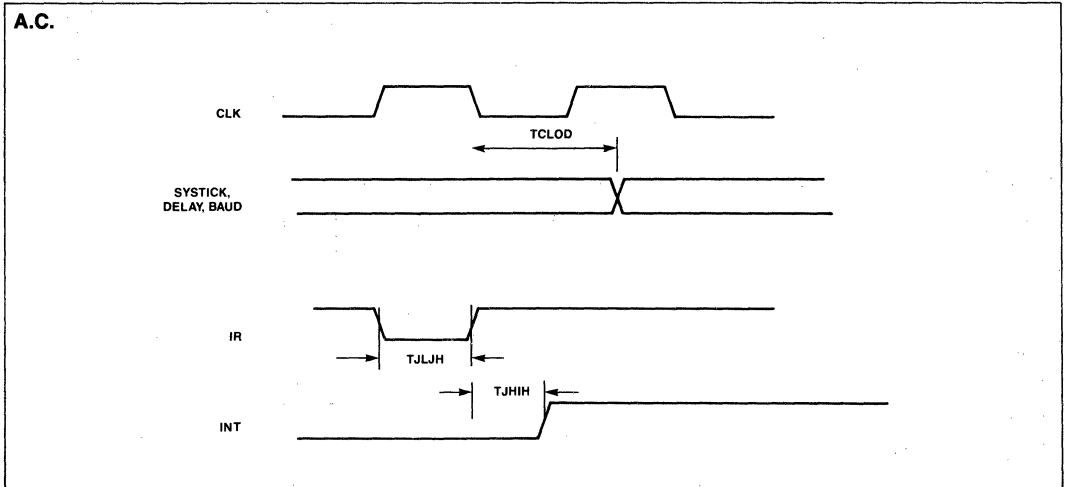 A.C.
CLK
TCLOD
SYSTICK,
DELAY, BAUD
IR
TJLJH
TJHIH
INT